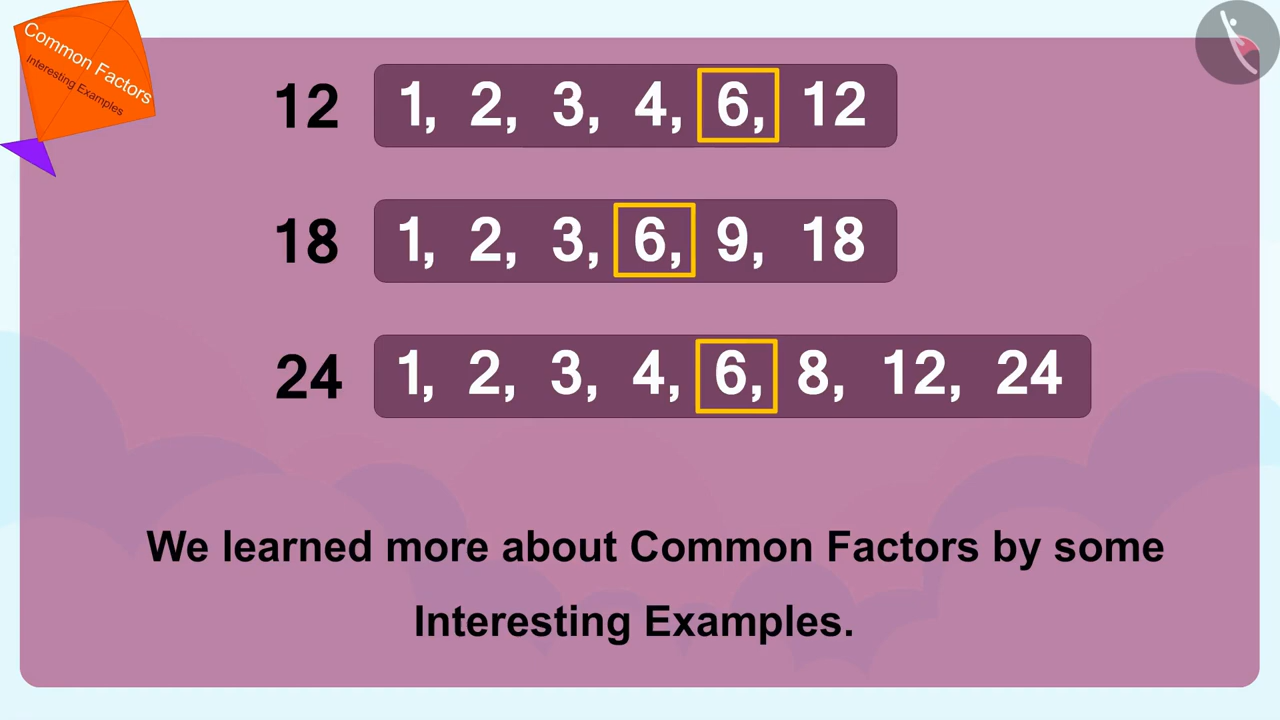 Common Factors
Interesting Examples
12 1, 2, 3, 4, 6, 12
18 1, 2, 3, 6, 9, 18
24 1, 2, 3, 4, 6, 8, 12, 24
We learned more about Common Factors by some
Interesting Examples.